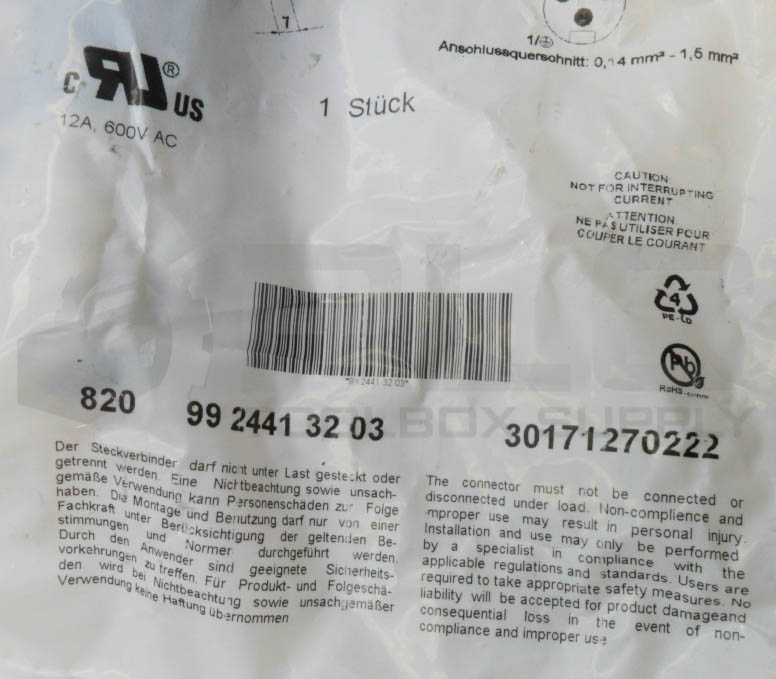 7
1/
Anschlussquerschnitt: 0,14 mm² - 1,5 mm²
c RU ® US
12A, 600V AC
1 Stück
CAUTION
NOT FOR INTERRUPTING
CURRENT
ATTENTION
NE PAS UTILISER POUR
COUPER LE COURANT
4
PE-LD
Pb
RoHS
*99 2441 32 03*
820 99 2441 32 03 30171270222
PLC
TOOLBOX SUPPLY
Der Steckverbinder darf nicht unter Last gesteckt oder
getrennt werden. Eine Nichtbeachtung sowie unsach-
gemäße Verwendung kann Personenschäden zur Folge
haben. Die Montage und Benutzung darf nur von einer
Fachkraft unter Berücksichtigung der geltenden Be-
stimmungen und Normen durchgeführt werden.
Durch den Anwender sind geeignete Sicherheits-
vorkehrungen zu treffen. Für Produkt- und Folgeschä-
den wird bei Nichtbeachtung sowie unsachgemäßer
Verwendung keine Haftung übernommen
The connector must not be connected or
disconnected under load. Non-compliance and
improper use may result in personal injury.
Installation and use may only be performed
by a specialist in compliance with the
applicable regulations and standards. Users are
required to take appropriate safety measures. No
liability will be accepted for product damageand
consequential loss in the event of non-
compliance and improper use